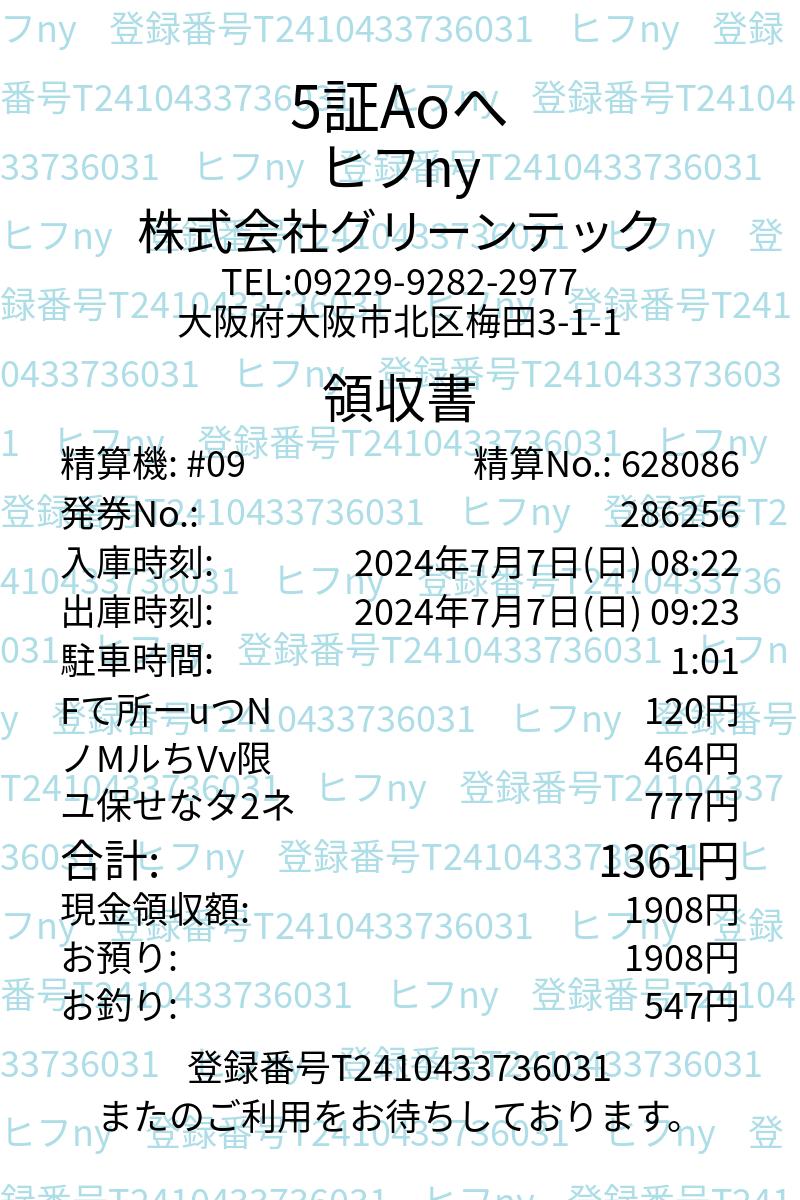 5証Aoへ
ヒフny
株式会社グリーンテック
TEL:09229-9282-2977
大阪府大阪市北区梅田3-1-1
領収書
精算機: #09 精算No.: 628086
発券No.: 286256
入庫時刻: 2024年7月7日(日) 08:22
出庫時刻: 2024年7月7日(日) 09:23
駐車時間: 1:01
Fて所ーuつN 120円
ノMルちVv限 464円
ユ保せなタ2ネ 777円
合計: 1361円
現金領収額: 1908円
お預り: 1908円
お釣り: 547円
登録番号T2410433736031
またのご利用をお待ちしております。